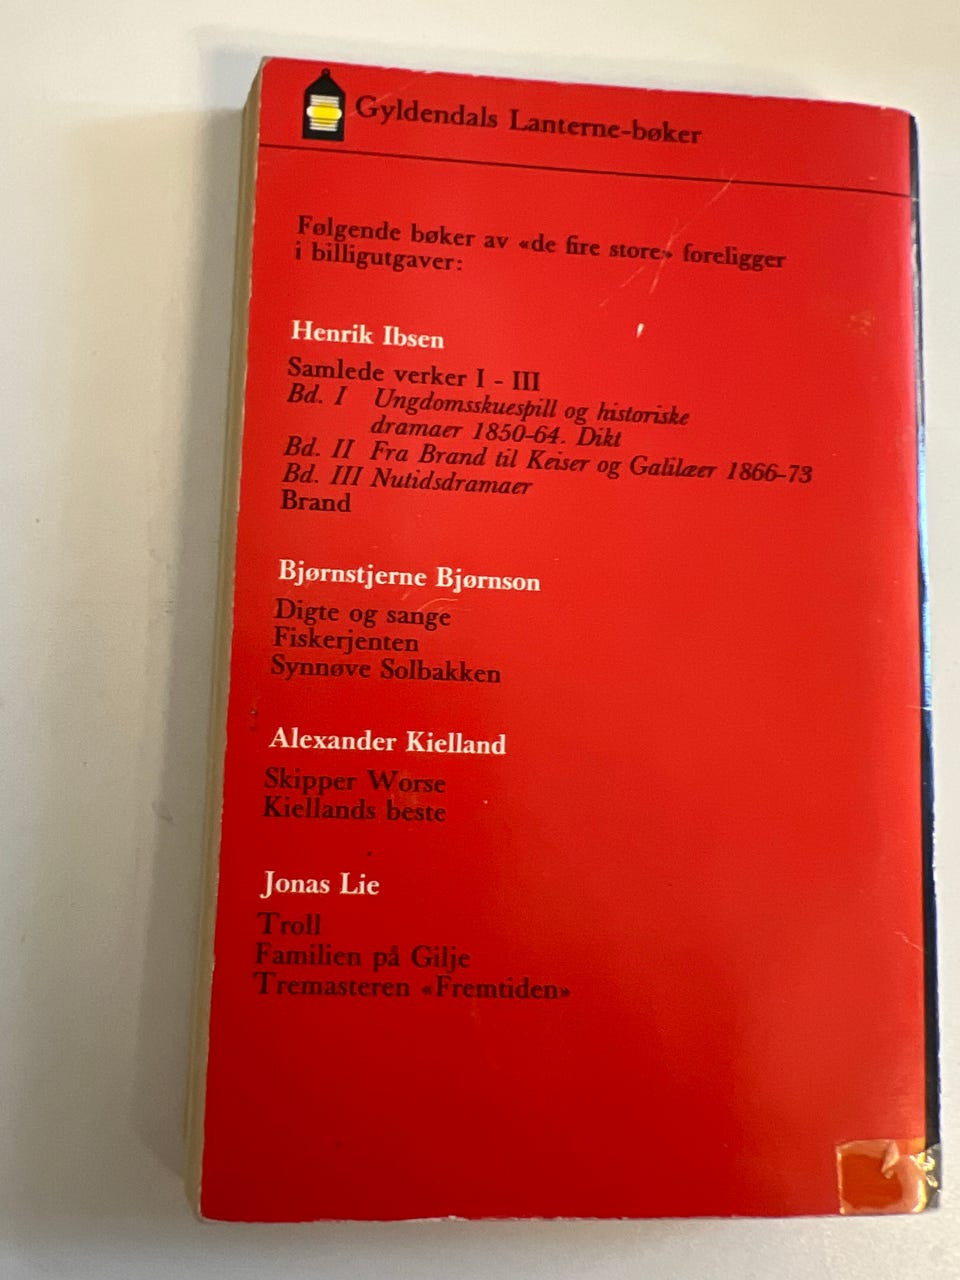 Gyldendals Lanterne-bøker
Følgende bøker av «de fire store» foreligger
i billigutgaver:
Henrik Ibsen
Samlede verker I - III
Bd. I Ungdomsskuespill og historiske
dramaer 1850-64. Dikt
Bd. II Fra Brand til Keiser og Galilæer 1866-73
Bd. III Nutidsdramaer
Brand
Bjørnstjerne Bjørnson
Digte og sange
Fiskerjenten
Synnøve Solbakken
Alexander Kielland
Skipper Worse
Kiellands beste
Jonas Lie
Troll
Familien på Gilje
Tremasteren «Fremtiden»